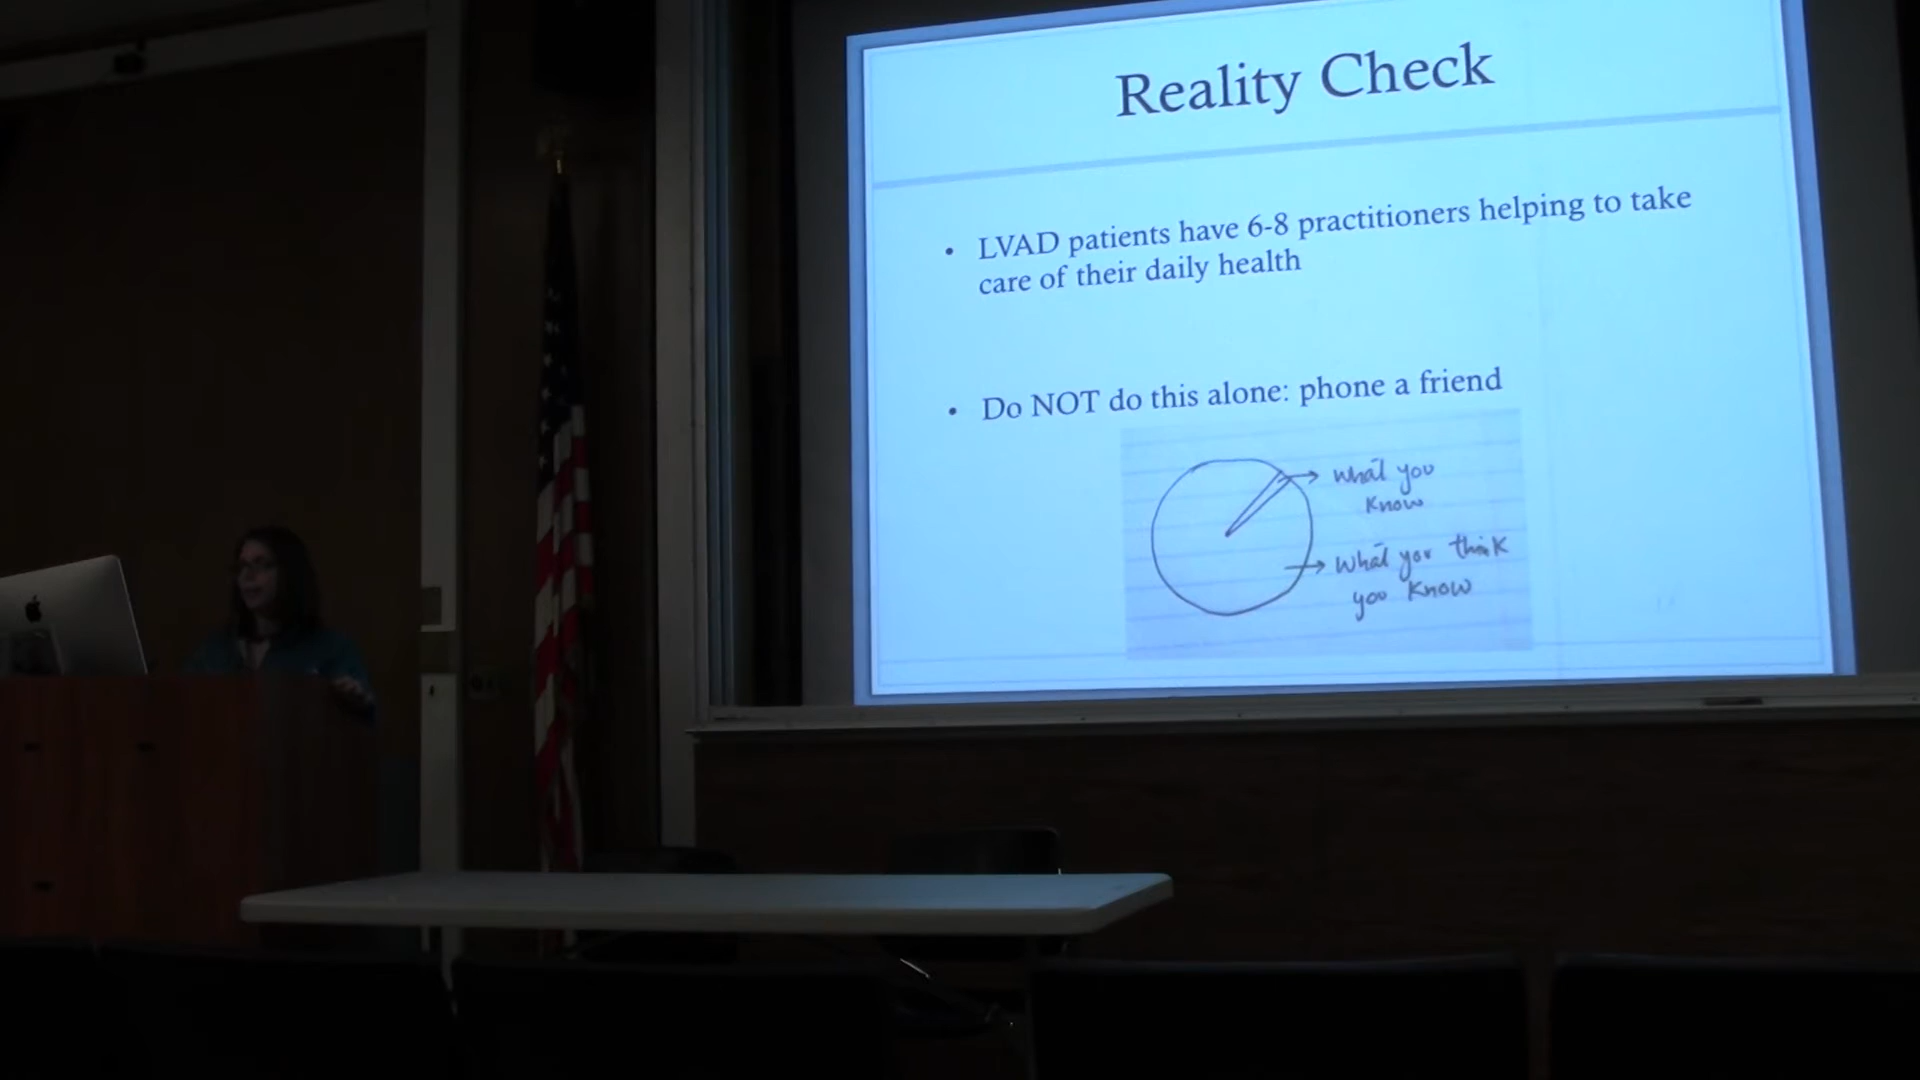 Reality Check
• LVAD patients have 6-8 practitioners helping to take
care of their daily health
• Do NOT do this alone: phone a friend
what you
know
what you think
you know